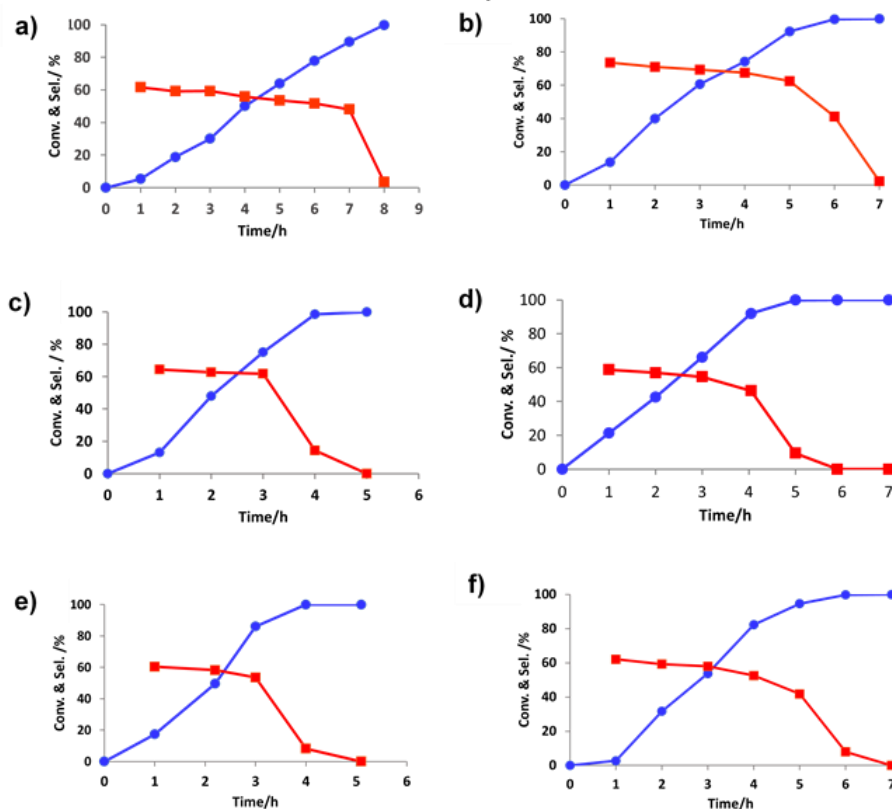 a)
Conv. & Sel./ %
100
80
60
40
20
0
0 1 2 3 4 5 6 7 8 9
Time/h
b)
Conv. & Sel./ %
100
80
60
40
20
0
0 1 2 3 4 5 6 7
Time/h
c)
Conv. & Sel. / %
100
80
60
40
20
0
0 1 2 3 4 5 6
Time/h
d)
Conv. & Sel./ %
100
80
60
40
20
0
0 1 2 3 4 5 6 7
Time/h
e)
Conv. & Sel. /%
100
80
60
40
20
0
0 1 2 3 4 5 6
Time/h
f)
Conv. & Sel. /%
100
80
60
40
20
0
0 1 2 3 4 5 6 7
Time/h